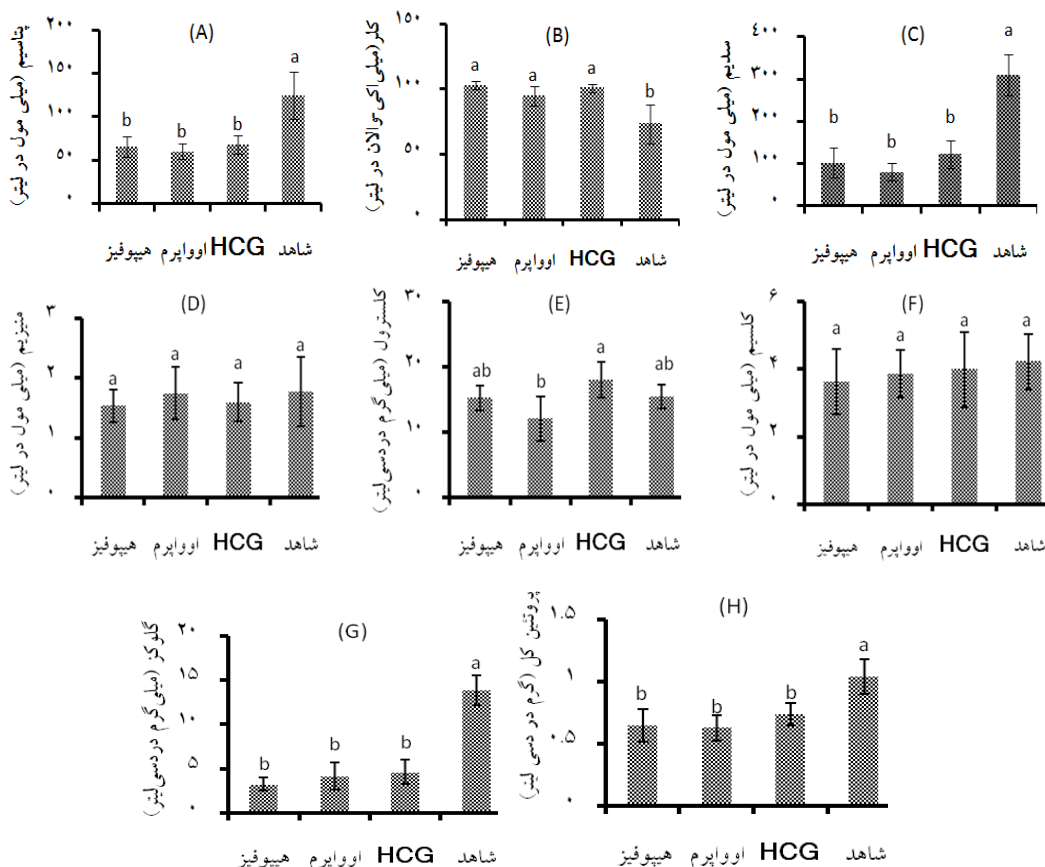 (A)
پتاسیم (میلی مول در لیتر)
۲۰۰
۱۵۰
۱۰۰
۵۰
۰
b b b a
هیپوفیز اوواپرم HCG شاهد
(B)
کلر(میلی اکی والان در لیتر)
۱۵۰
۱۰۰
۵۰
۰
a a a b
هیپوفیز اوواپرم HCG شاهد
(C)
سدیم (میلی مول در لیتر)
۴۰۰
۳۰۰
۲۰۰
۱۰۰
۰
b b b a
هیپوفیز اوواپرم HCG شاهد
(D)
منیزیم (میلی مول در لیتر)
۳
۲
۱
۰
a a a a
هیپوفیز اوواپرم HCG شاهد
(E)
کلسترول (میلی گرم دردسی لیتر)
۳۰
۲۰
۱۰
۰
ab b a ab
هیپوفیز اوواپرم HCG شاهد
(F)
کلسیم (میلی مول در لیتر)
۶
۴
۲
۰
a a a a
هیپوفیز اوواپرم HCG شاهد
(G)
گلوکز (میلی گرم دردسی لیتر)
۲۰
۱۵
۱۰
۵
۰
b b b a
هیپوفیز اوواپرم HCG شاهد
(H)
پروتئین کل (گرم در دسی لیتر)
۱.۵
۱
۰.۵
۰
b b b a
هیپوفیز اوواپرم HCG شاهد